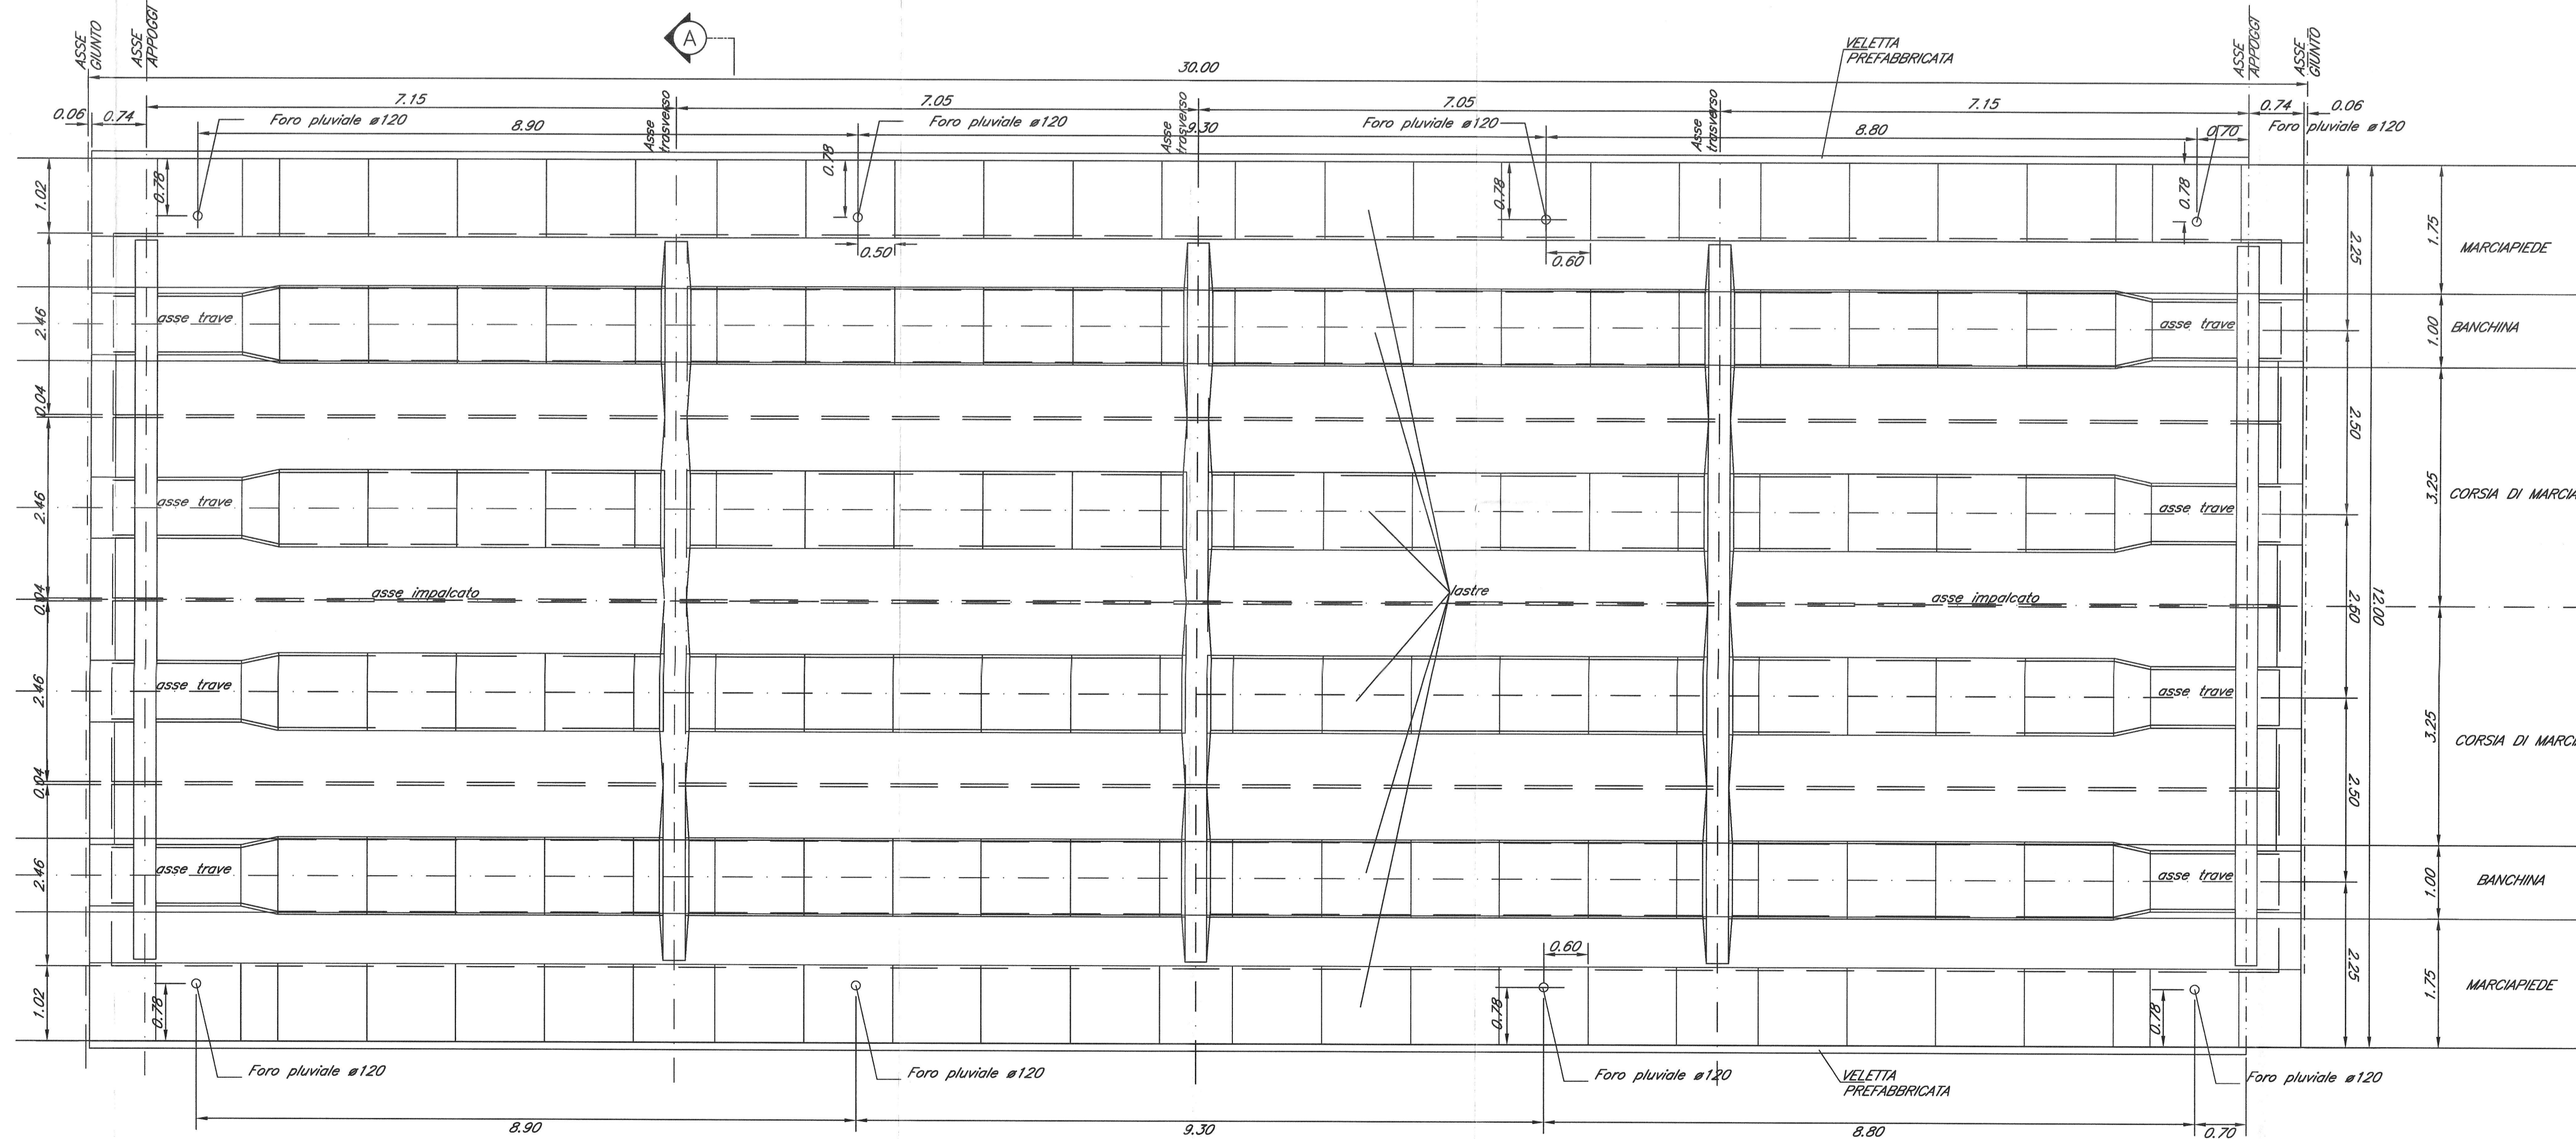 ASSE
GIUNTO
ASSE
APPOGGI
A
VELETTA
PREFABBRICATA
ASSE
APPOGGI
ASSE
GIUNTO
30.00
7.15
7.05
7.05
7.15
0.06
0.74
0.74
0.06
Foro pluviale ø120
8.90
Asse
trasverso
Foro pluviale ø120
9.30
Asse
trasverso
Foro pluviale ø120
Asse
trasverso
8.80
0.70
Foro pluviale ø120
1.02
0.78
0.78
0.78
0.78
0.50
0.60
2.25
1.75
MARCIAPIEDE
2.46
asse trave
asse trave
1.00
BANCHINA
0.04
2.50
2.46
asse trave
asse trave
3.25
CORSIA DI MARCIA
0.04
asse impalcato
lastre
asse impalcato
2.50
12.00
2.46
asse trave
asse trave
3.25
CORSIA DI MARCI
0.04
2.50
2.46
asse trave
asse trave
1.00
BANCHINA
0.60
1.02
0.78
0.78
0.78
2.25
1.75
MARCIAPIEDE
Foro pluviale ø120
Foro pluviale ø120
Foro pluviale ø120
VELETTA
PREFABBRICATA
Foro pluviale ø120
8.90
9.30
8.80
0.70